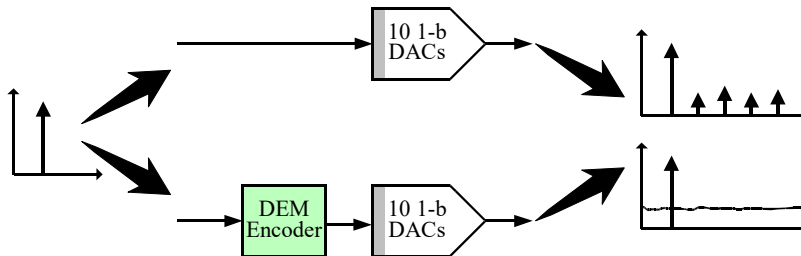 10 1-b
DACs
DEM
Encoder
10 1-b
DACs